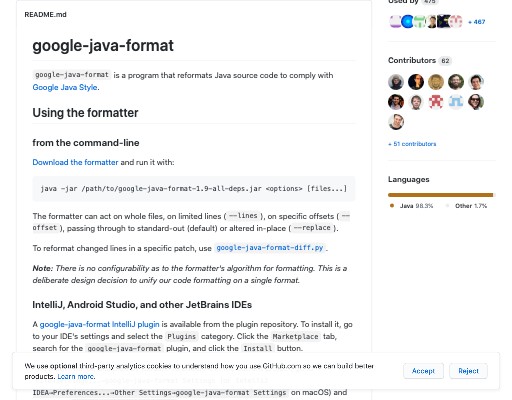 Used by 475
README.md
+ 467
google-java-format
google-java-format is a program that reformats Java source code to comply with
Google Java Style.
Using the formatter
from the command-line
Download the formatter and run it with:
java -jar /path/to/google-java-format-1.9-all-deps.jar <options> [files...]
The formatter can act on whole files, on limited lines ( --lines ), on specific offsets ( --
offset ), passing through to standard-out (default) or altered in-place ( --replace ).
To reformat changed lines in a specific patch, use google-java-format-diff.py .
Note: There is no configurability as to the formatter's algorithm for formatting. This is a
deliberate design decision to unify our code formatting on a single format.
IntelliJ, Android Studio, and other JetBrains IDEs
A google-java-format IntelliJ plugin is available from the plugin repository. To install it, go
to your IDE's settings and select the Plugins category. Click the Marketplace tab,
search for the google-java-format plugin, and click the Install button.
Contributors 62
+ 51 contributors
Languages
Java 98.3%
Other 1.7%
We use optional third-party analytics cookies to understand how you use GitHub.com so we can build better
products. Learn more.
Accept
Reject
IDEA→Preferences...→Other Settings→google-java-format Settings on macOS) and